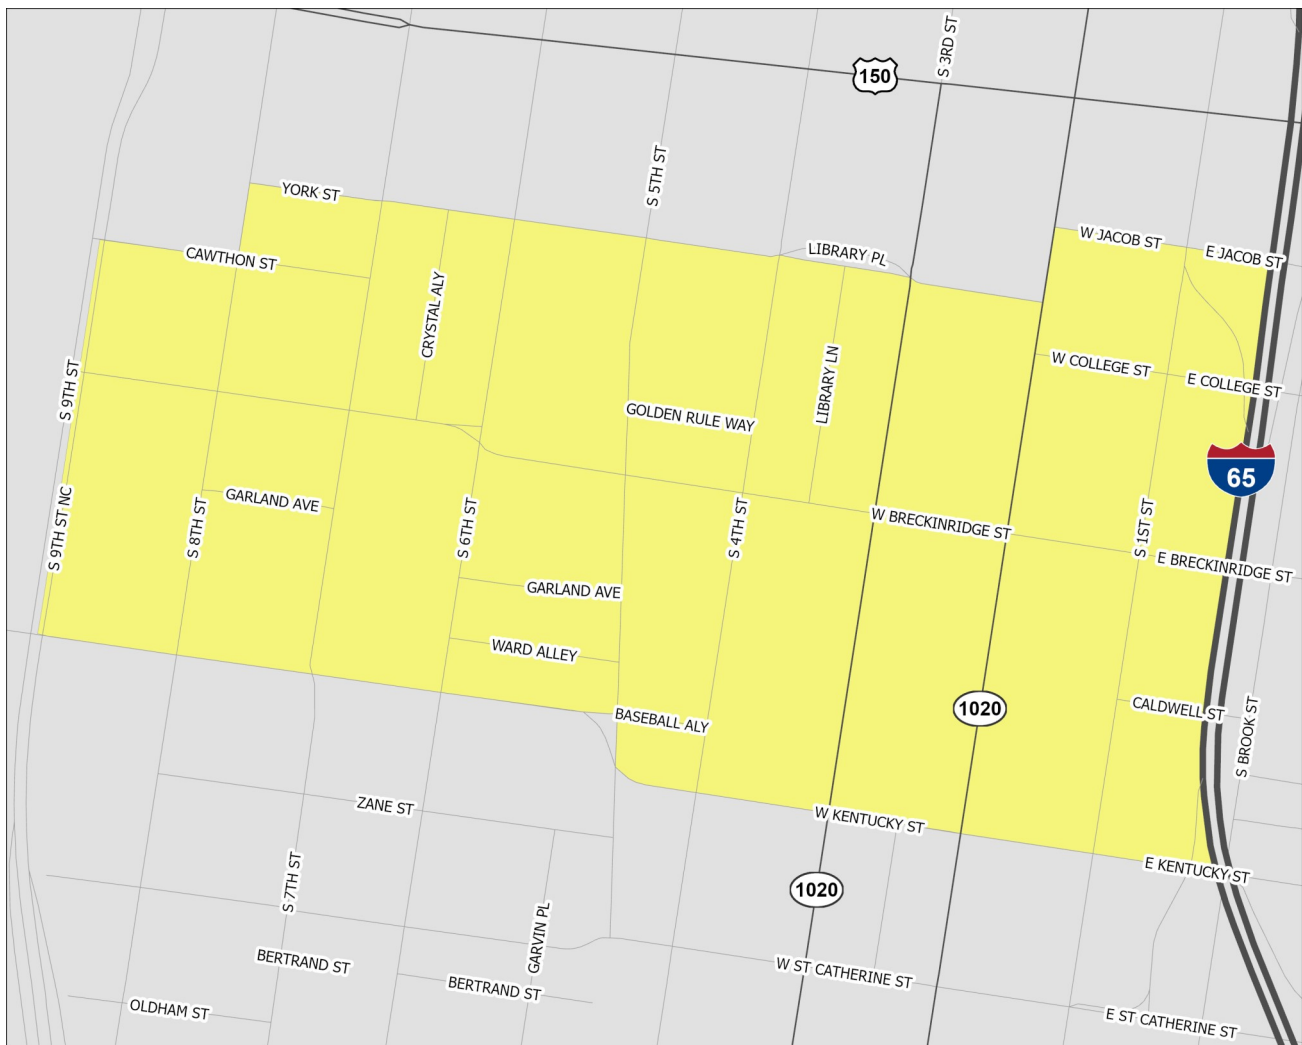 S 3RD ST
150
S 5TH ST
YORK ST
W JACOB ST
E JACOB ST
LIBRARY PL
CAWTHON ST
CRYSTAL ALY
W COLLEGE ST
E COLLEGE ST
S 9TH ST
LIBRARY LN
GOLDEN RULE WAY
65
GARLAND AVE
S 9TH ST NC
S 8TH ST
S 6TH ST
S 4TH ST
W BRECKINRIDGE ST
S 1ST ST
E BRECKINRIDGE ST
GARLAND AVE
WARD ALLEY
BASEBALL ALY
1020
CALDWELL ST
S BROOK ST
ZANE ST
W KENTUCKY ST
E KENTUCKY ST
S 7TH ST
1020
GARVIN PL
BERTRAND ST
BERTRAND ST
W ST CATHERINE ST
OLDHAM ST
E ST CATHERINE ST